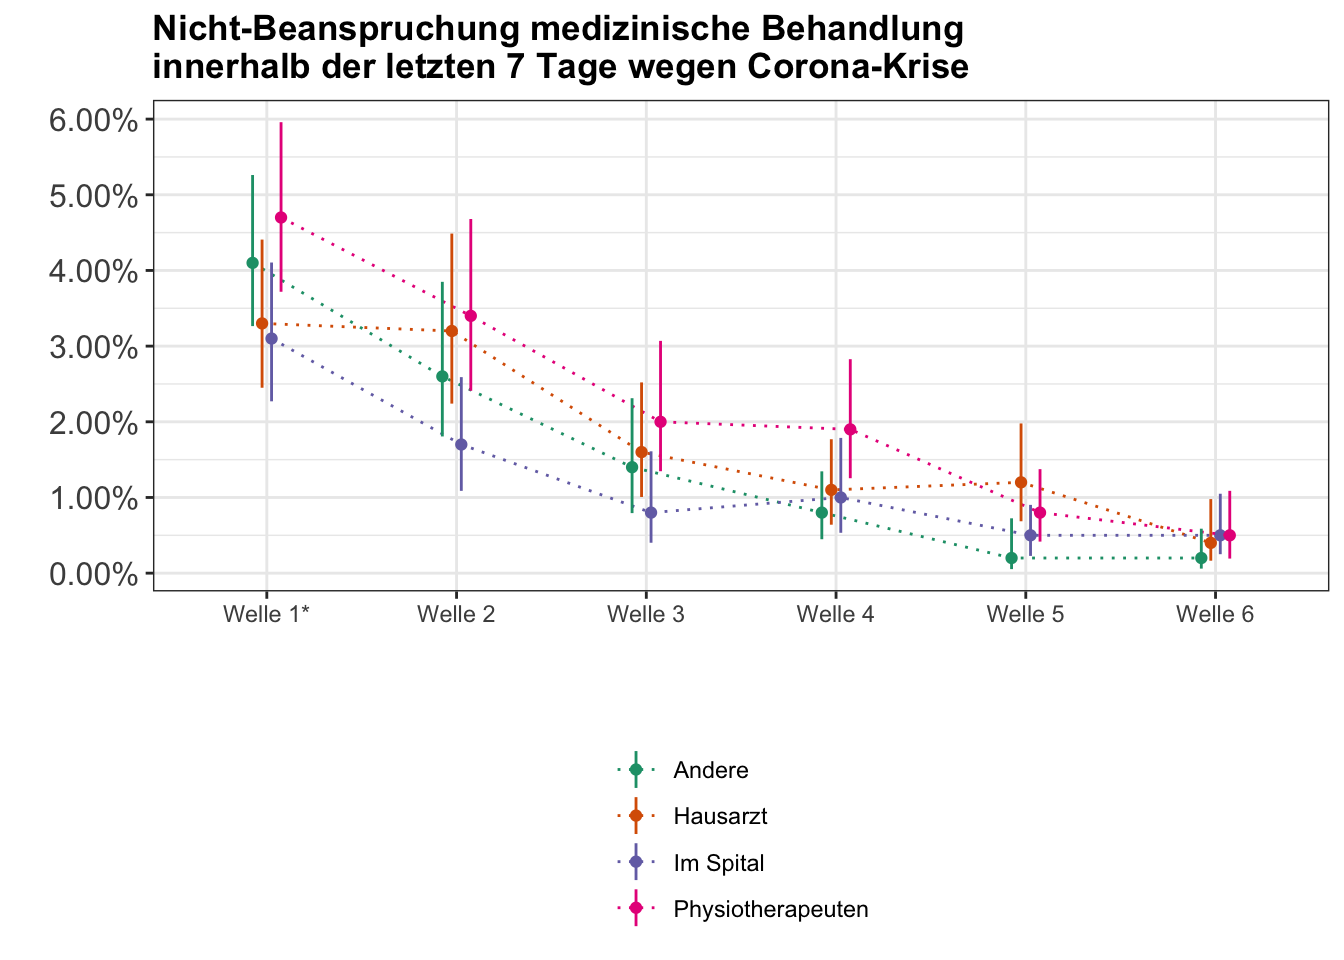 Nicht-Beanspruchung medizinische Behandlung
innerhalb der letzten 7 Tage wegen Corona-Krise
6.00%
5.00%
4.00%
3.00%
2.00%
1.00%
0.00%
Welle 1* Welle 2 Welle 3 Welle 4 Welle 5 Welle 6
Andere
Hausarzt
Im Spital
Physiotherapeuten